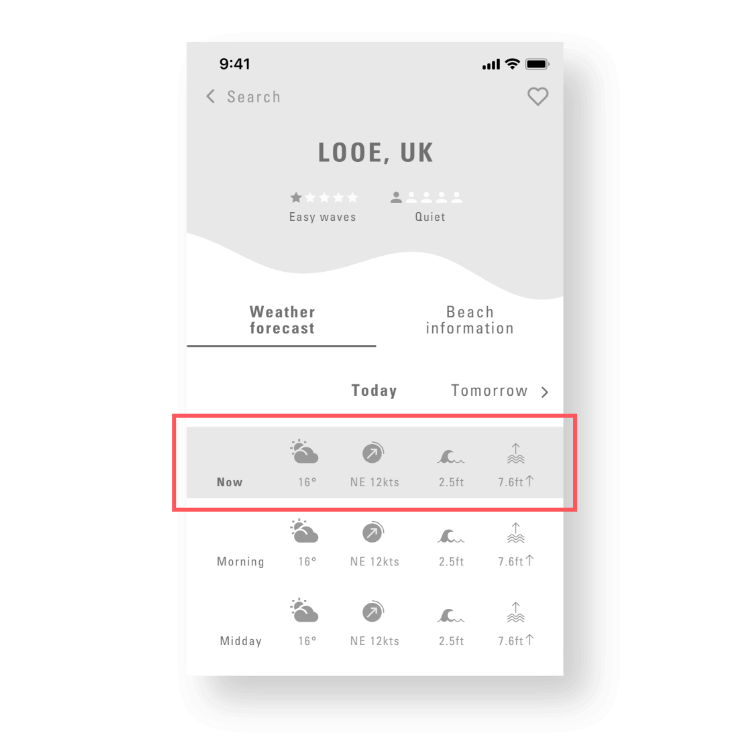 9:41
Search
LOOE, UK
Easy waves Quiet
Weather Beach
forecast information
Today Tomorrow
Now 16° NE 12kts 2.5ft 7.6ft↑
Morning 16° NE 12kts 2.5ft 7.6ft↑
Midday 16° NE 12kts 2.5ft 7.6ft↑